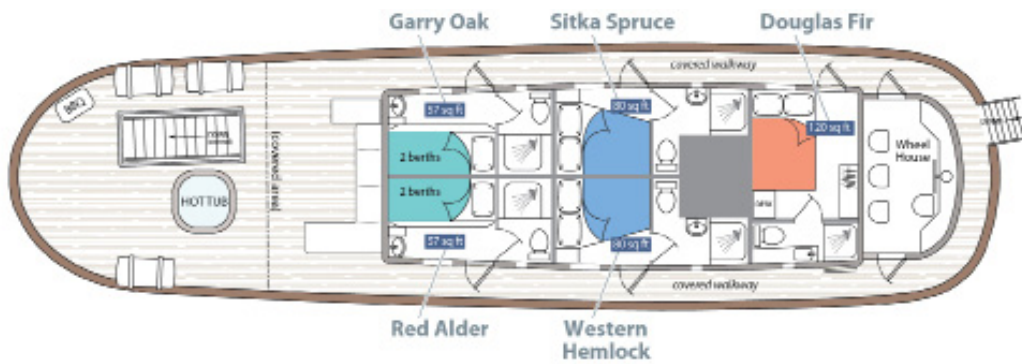 Garry Oak
Sitka Spruce
Douglas Fir
covered walkway
BBQ
57 sq ft
80 sq ft
120 sq ft
DOWN
[covered area]
2 berths
2 berths
Wheel
House
HOT TUB
57 sq ft
80 sq ft
covered walkway
Red Alder
Western
Hemlock